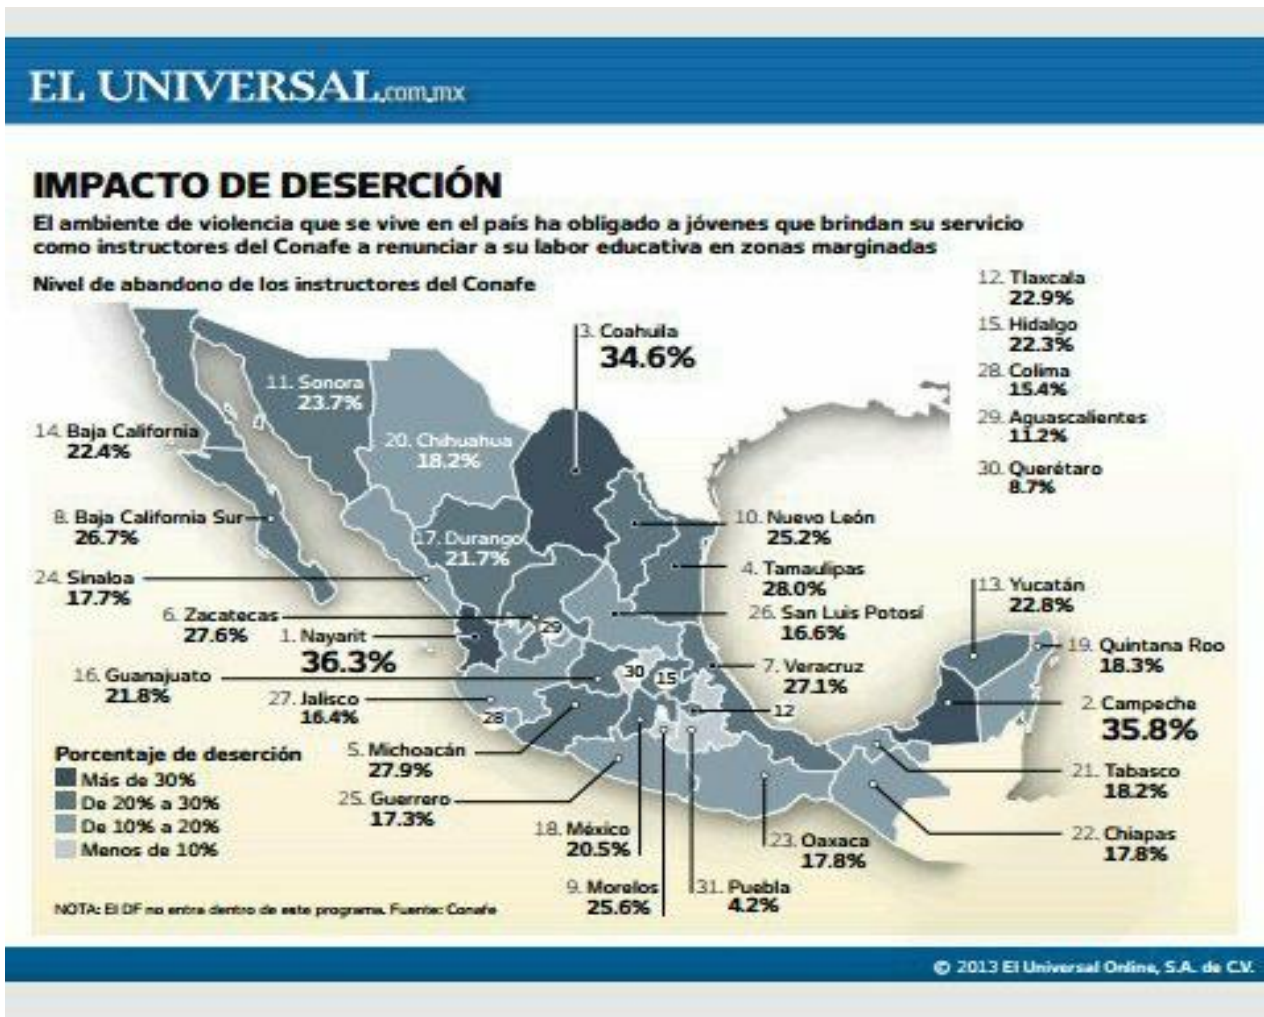 EL UNIVERSAL.com.mx
IMPACTO DE DESERCIÓN
El ambiente de violencia que se vive en el país ha obligado a jóvenes que brindan su servicio
como instructores del Conafe a renunciar a su labor educativa en zonas marginadas
Nivel de abandono de los instructores del Conafe
12. Tlaxcala
22.9%
15. Hidalgo
22.3%
28. Colima
15.4%
29. Aguascalientes
11.2%
30. Querétaro
8.7%
3. Coahuila
34.6%
11. Sonora
23.7%
14. Baja California
22.4%
20. Chihuahua
18.2%
8. Baja California Sur
26.7%
17. Durango
21.7%
10. Nuevo León
25.2%
24. Sinaloa
17.7%
4. Tamaulipas
28.0%
13. Yucatán
22.8%
6. Zacatecas
27.6%
26. San Luis Potosí
16.6%
1. Nayarit
36.3%
29
19. Quintana Roo
18.3%
16. Guanajuato
21.8%
30
15
7. Veracruz
27.1%
27. Jalisco
16.4%
28
12
2. Campeche
35.8%
5. Michoacán
27.9%
21. Tabasco
18.2%
25. Guerrero
17.3%
18. México
20.5%
23. Oaxaca
17.8%
22. Chiapas
17.8%
9. Morelos
25.6%
31. Puebla
4.2%
Porcentaje de deserción
Más de 30%
De 20% a 30%
De 10% a 20%
Menos de 10%
NOTA: El DF no entra dentro de este programa. Fuente: Conafe
© 2013 El Universal Online, S.A. de C.V.